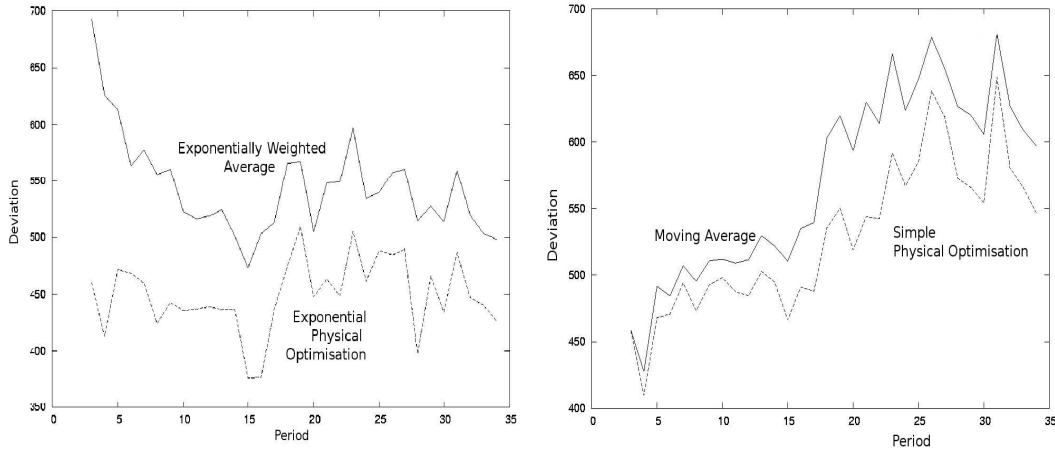 700
650
600
550
500
450
400
350
0
5
10
15
20
25
30
35
Deviation
Period
Exponentially Weighted
Average
Exponential
Physical
Optimisation
700
650
600
550
500
450
400
0
5
10
15
20
25
30
35
Deviation
Period
Moving Average
Simple
Physical Optimisation